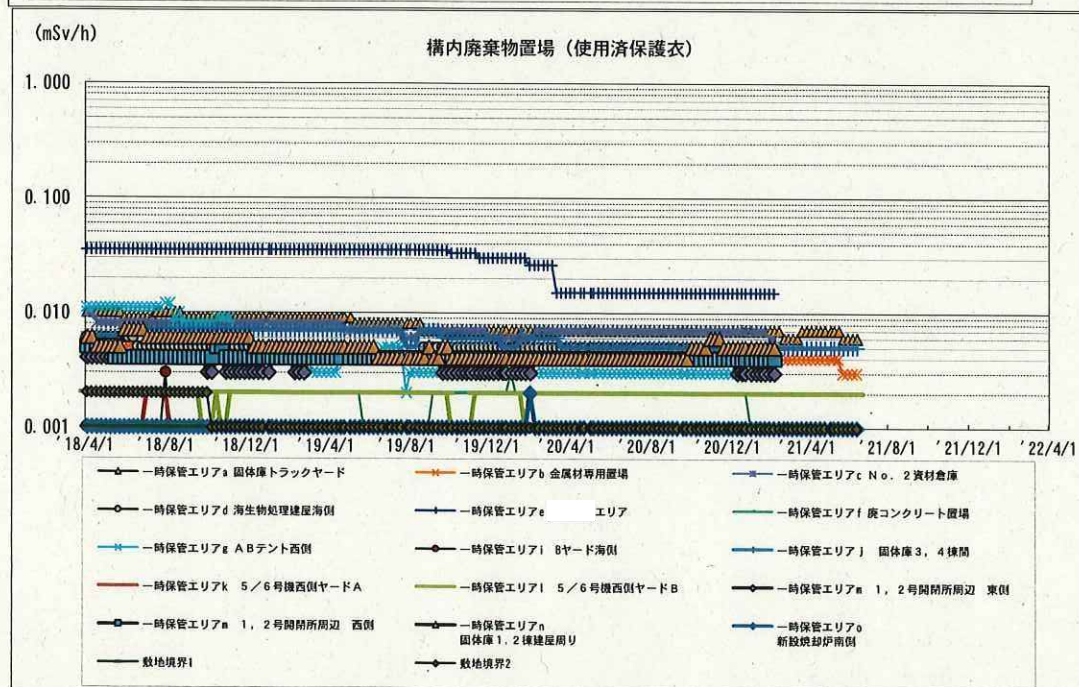 (mSv/h)
構内廃棄物置場（使用済保護衣）
1.000
0.100
0.010
0.001
'18/4/1 '18/8/1 '18/12/1 '19/4/1 '19/8/1 '19/12/1 '20/4/1 '20/8/1 '20/12/1 '21/4/1 '21/8/1 '21/12/1 '22/4/1
一時保管エリアa 固体庫トラックヤード
一時保管エリアb 金属材専用置場
一時保管エリアc No. 2資材倉庫
一時保管エリアd 海生物処理建屋海側
一時保管エリアe エリア
一時保管エリアf 廃コンクリート置場
一時保管エリアg ABテント西側
一時保管エリアi Bヤード海側
一時保管エリアj 固体庫3,4棟間
一時保管エリアk 5/6号機西側ヤードA
一時保管エリアl 5/6号機西側ヤードB
一時保管エリアm 1,2号開閉所周辺 東側
一時保管エリアm 1,2号開閉所周辺 西側
一時保管エリアn
固体庫1.2棟建屋周り
一時保管エリアo
新設焼却炉南側
敷地境界1
敷地境界2